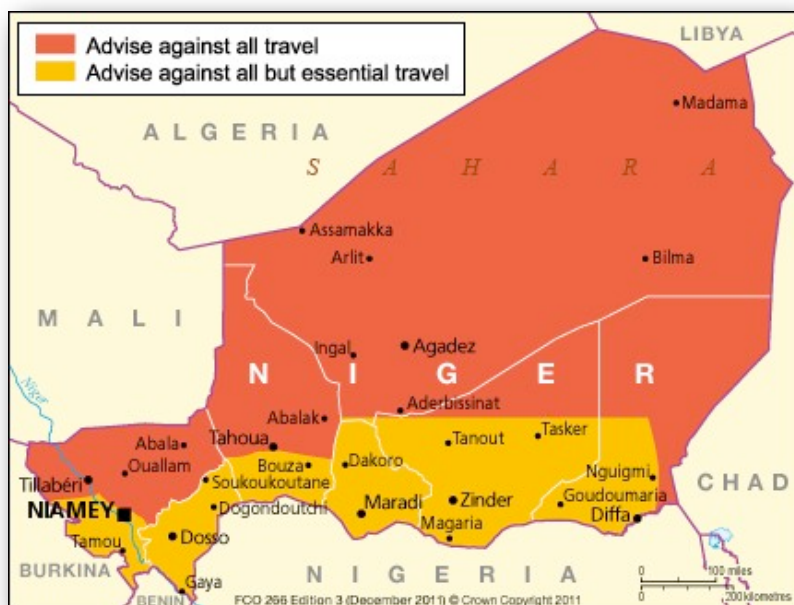 Advise against all travel
Advise against all but essential travel
LIBYA
Madama
ALGERIA
SAHARA
Assamakka
Arlit
Bilma
MALI
Niger
Ingal
Agadez
NIGER
Aderbissinat
Abalak
Abala
Tahoua
Tanout
Tasker
Ouallam
Bouza
Dakoro
Tillabéri
Soukoukoutane
Nguigmi
CHAD
NIAMEY
Dogondoutchi
Maradi
Zinder
Goudoumaria
Diffa
Tamou
Dosso
Magaria
BURKINA
NIGERIA
Gaya
BENIN
0 100 miles
0 200 kilometres
FCO 266 Edition 3 (December 2011) © Crown Copyright 2011